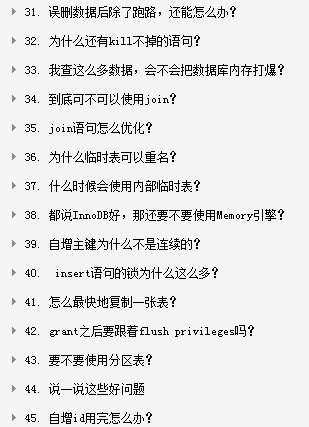 31. 误删数据后除了跑路，还能怎么办？
32. 为什么还有kill不掉的语句？
33. 我查这么多数据，会不会把数据库内存打爆？
34. 到底可不可以使用join？
35. join语句怎么优化？
36. 为什么临时表可以重名？
37. 什么时候会使用内部临时表？
38. 都说InnoDB好，那还要不要使用Memory引擎？
39. 自增主键为什么不是连续的？
40. insert语句的锁为什么这么多？
41. 怎么最快地复制一张表？
42. grant之后要跟着flush privileges吗？
43. 要不要使用分区表？
44. 说一说这些好问题
45. 自增id用完怎么办？